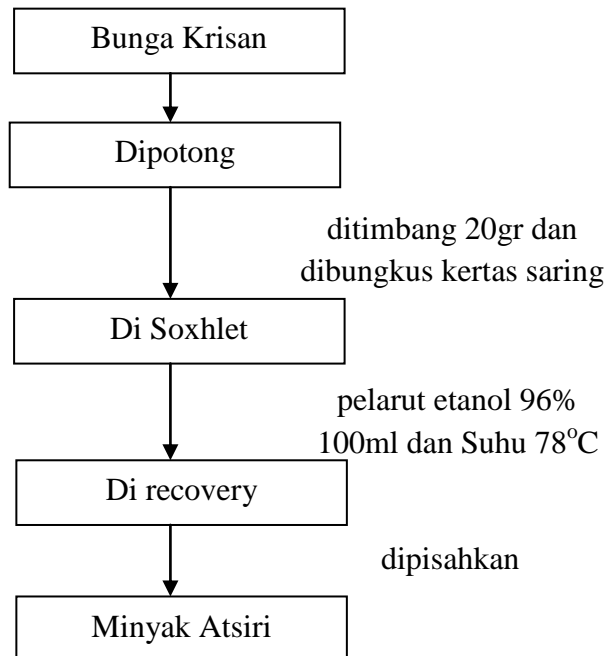 Bunga Krisan
Dipotong
ditimbang 20gr dan
dibungkus kertas saring
Di Soxhlet
pelarut etanol 96%
100ml dan Suhu 78°C
Di recovery
dipisahkan
Minyak Atsiri